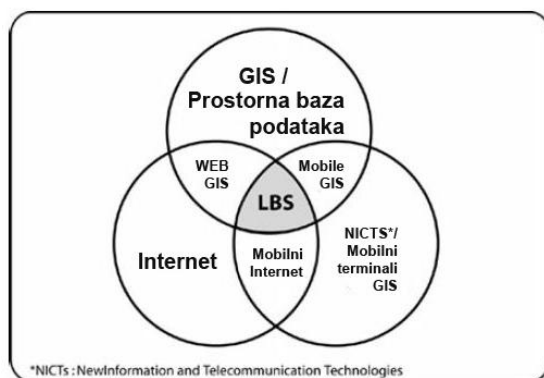 GIS /
Prostorna baza
podataka
WEB
GIS
Mobile
GIS
LBS
Internet
Mobilni
Internet
NICTS*/
Mobilni
terminali
GIS
*NICTs : NewInformation and Telecommunication Technologies